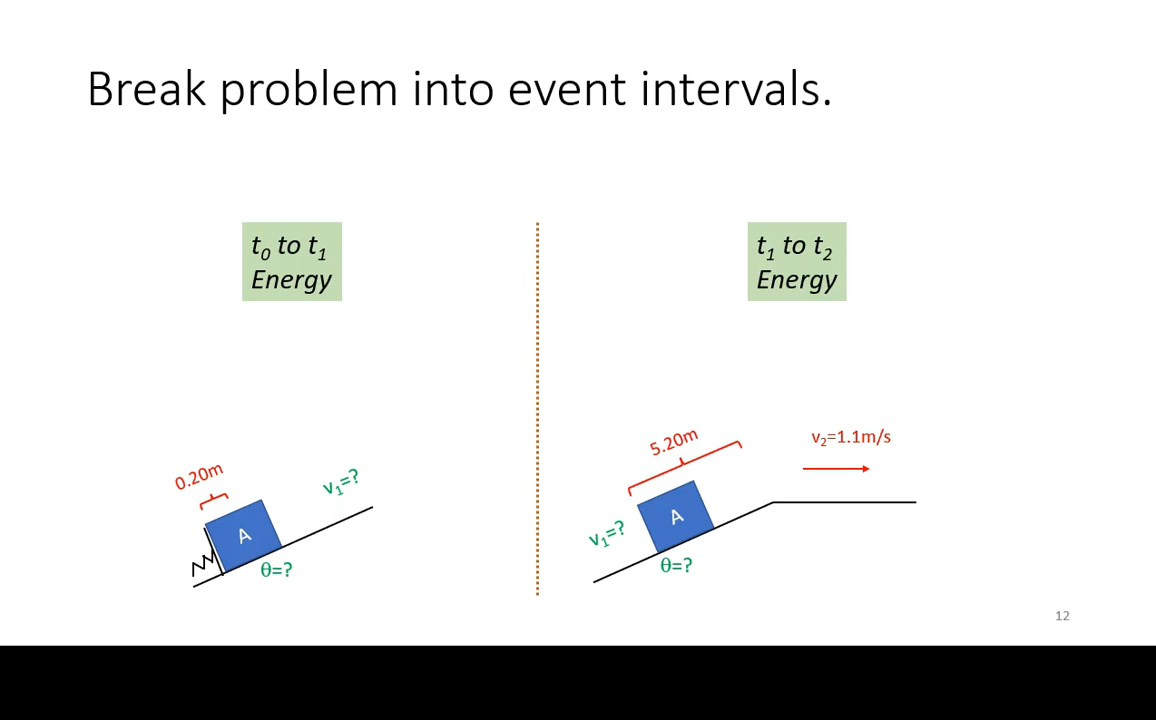 Break problem into event intervals.
t₀ to t₁
Energy
t₁ to t₂
Energy
0.20m
v₁=?
A
θ=?
5.20m
v₂=1.1m/s
v₁=?
A
θ=?
12